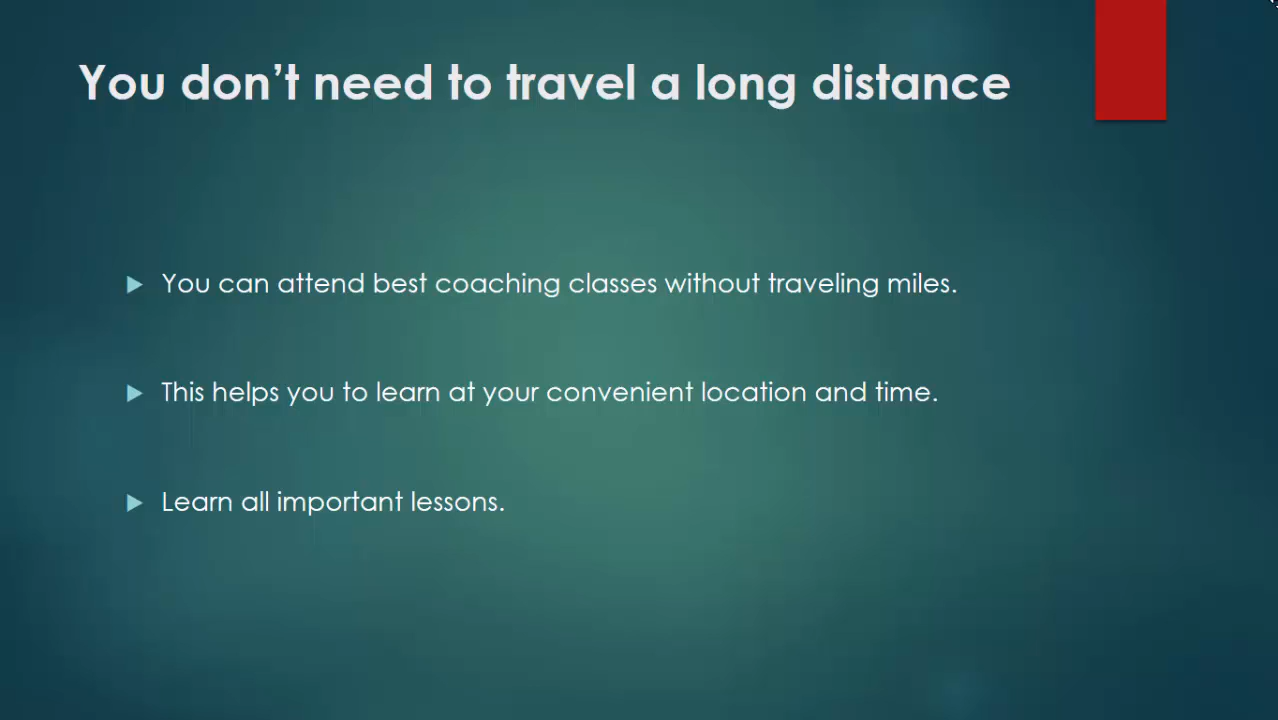 You don’t need to travel a long distance
You can attend best coaching classes without traveling miles.
This helps you to learn at your convenient location and time.
Learn all important lessons.